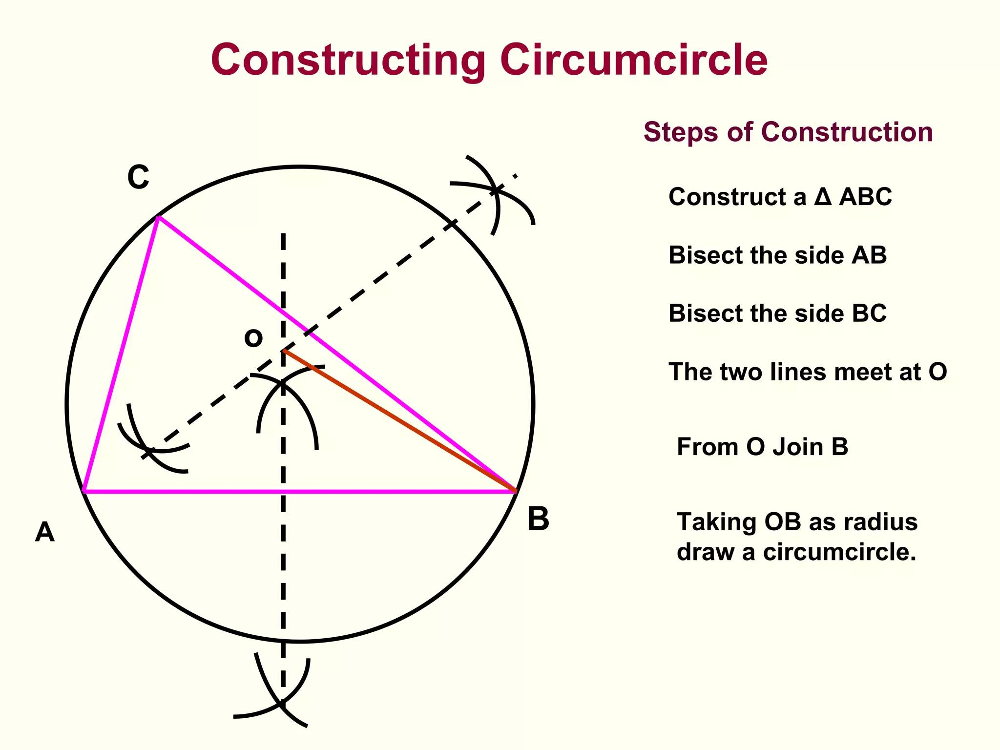 Constructing Circumcircle
Steps of Construction
C
Construct a Δ ABC
Bisect the side AB
Bisect the side BC
o
The two lines meet at O
From O Join B
B
A
Taking OB as radius
draw a circumcircle.